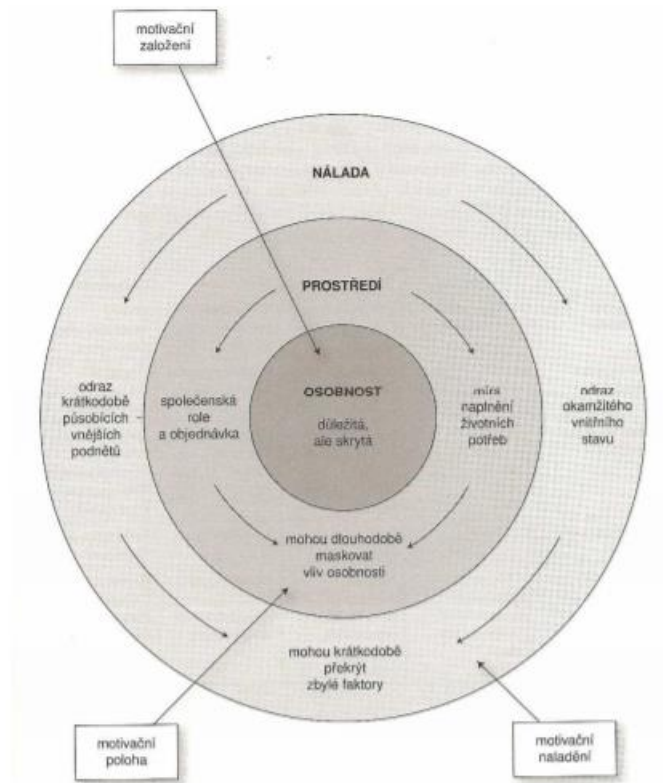 motivační
založení
NÁLADA
PROSTŘEDÍ
odraz
krátkodobě
působících
vnějších
podnětů
společenská
role
a objednávka
OSOBNOST
důležitá,
ale skrytá
míra
naplnění
životních
potřeb
odraz
okamžitého
vnitřního
stavu
mohou dlouhodobě
maskovat
vliv osobnosti
mohou krátkodobě
překrýt
zbylé faktory
motivační
poloha
motivační
naladění